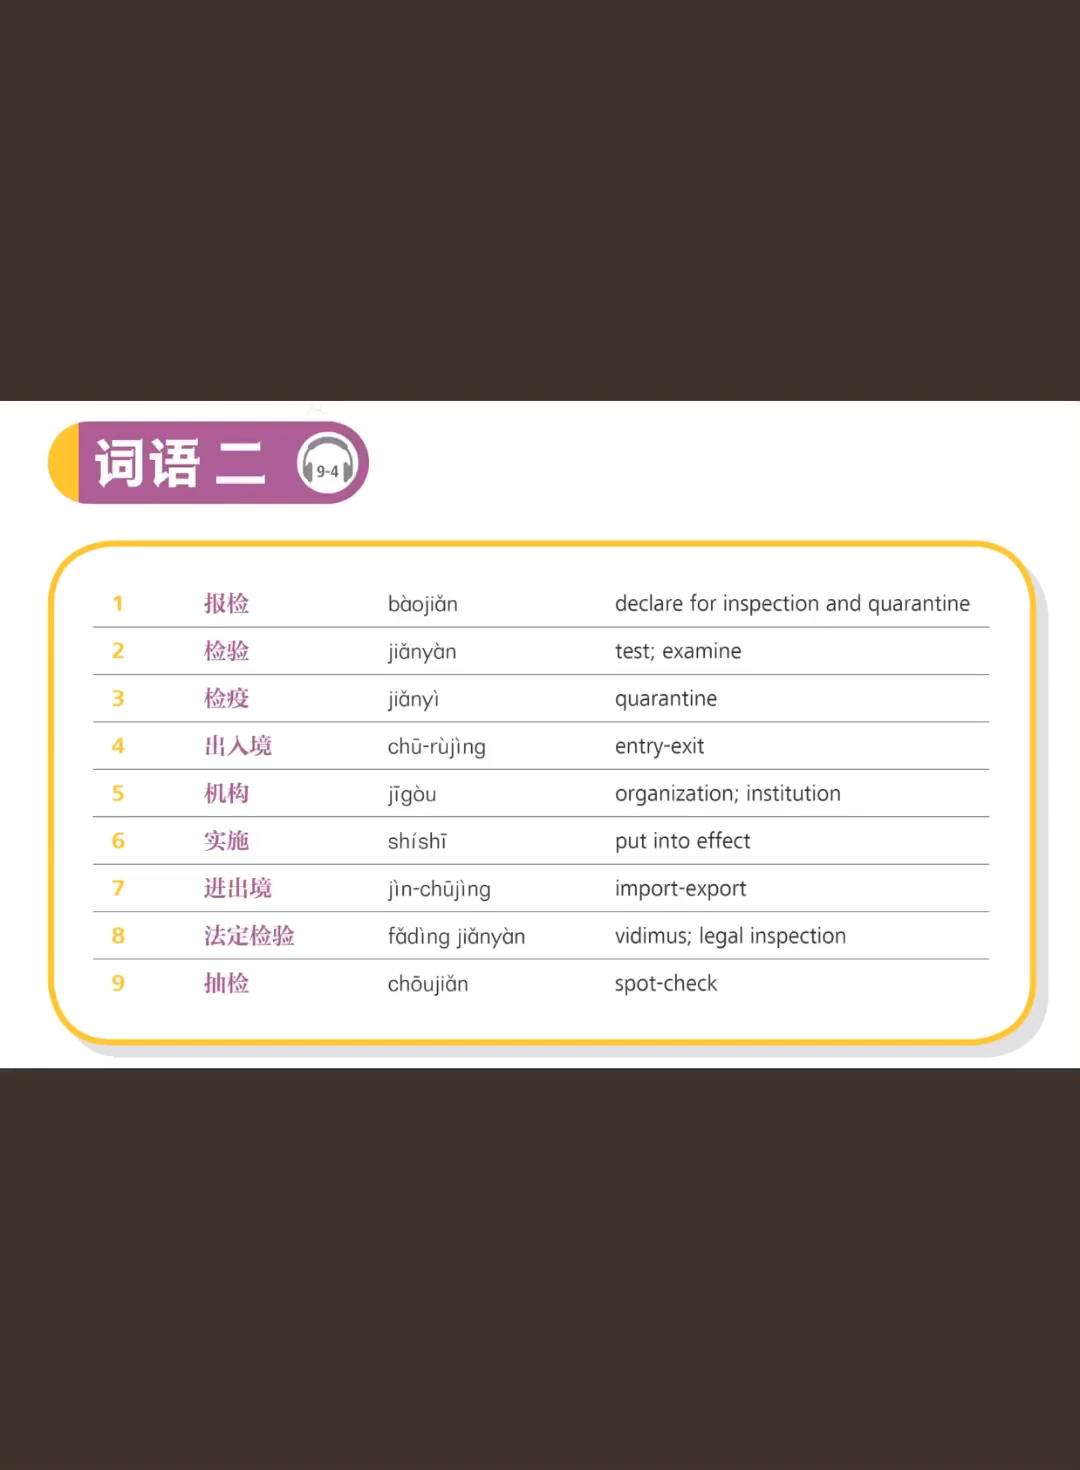 词语二 9-4
1 报检 bàojiǎn declare for inspection and quarantine
2 检验 jiǎnyàn test; examine
3 检疫 jiǎnyì quarantine
4 出入境 chū-rùjìng entry-exit
5 机构 jīgòu organization; institution
6 实施 shíshī put into effect
7 进出境 jìn-chūjìng import-export
8 法定检验 fǎdìng jiǎnyàn vidimus; legal inspection
9 抽检 chōujiǎn spot-check